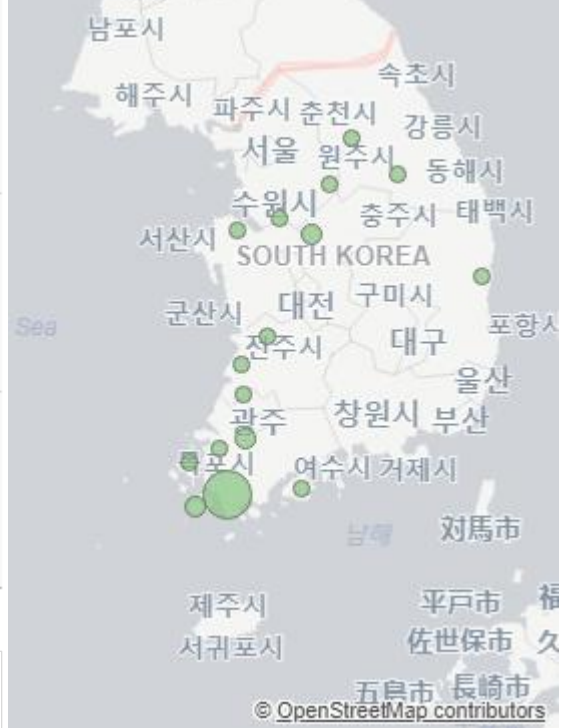 남포시
속초시
해주시
파주시 춘천시
강릉시
서울
원주시
동해시
수원시
충주시
태백시
서산시
SOUTH KOREA
구미시
군산시
대전
Sea
포항시
전주시
대구
울산
광주
창원시
부산
목포시
여수시 거제시
남해
対馬市
제주시
平戸市
福
서귀포시
佐世保市
久
五島市
長崎市
© OpenStreetMap contributors